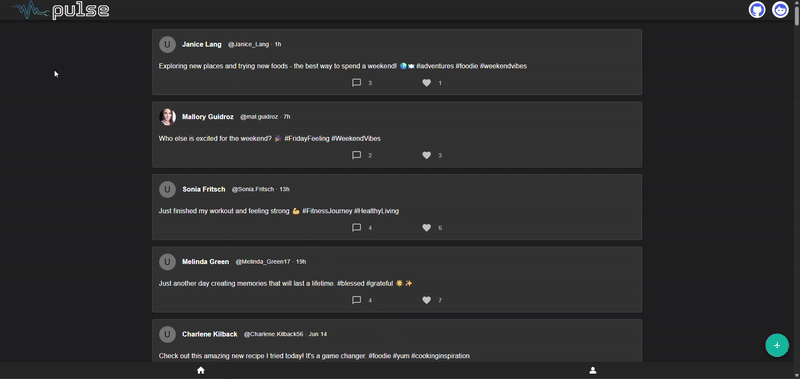 pulse
U
Janice Lang @Janice_Lang · 1h
Exploring new places and trying new foods - the best way to spend a weekend! 🌍🍽 #adventures #foodie #weekendvibes
3 1
Mallory Guidroz @mal.guidroz · 7h
Who else is excited for the weekend? 🎉 #FridayFeeling #WeekendVibes
2 3
U
Sonia Fritsch @Sonia.Fritsch · 13h
Just finished my workout and feeling strong 💪 #FitnessJourney #HealthyLiving
4 6
U
Melinda Green @Melinda_Green17 · 19h
Just another day creating memories that will last a lifetime. #blessed #grateful 🌟✨
4 7
U
Charlene Kilback @Charlene.Kilback56 · Jun 14
Check out this amazing new recipe I tried today! It's a game changer. #foodie #yum #cookinginspiration
+